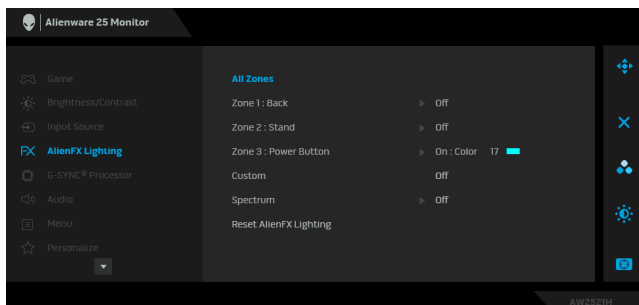 Alienware 25 Monitor
Game
Brightness/Contrast
Input Source
FX AlienFX Lighting
G-SYNC® Processor
Audio
Menu
Personalize
All Zones
Zone 1 : Back Off
Zone 2 : Stand Off
Zone 3 : Power Button On : Color 17
Custom Off
Spectrum Off
Reset AlienFX Lighting
AW2521H